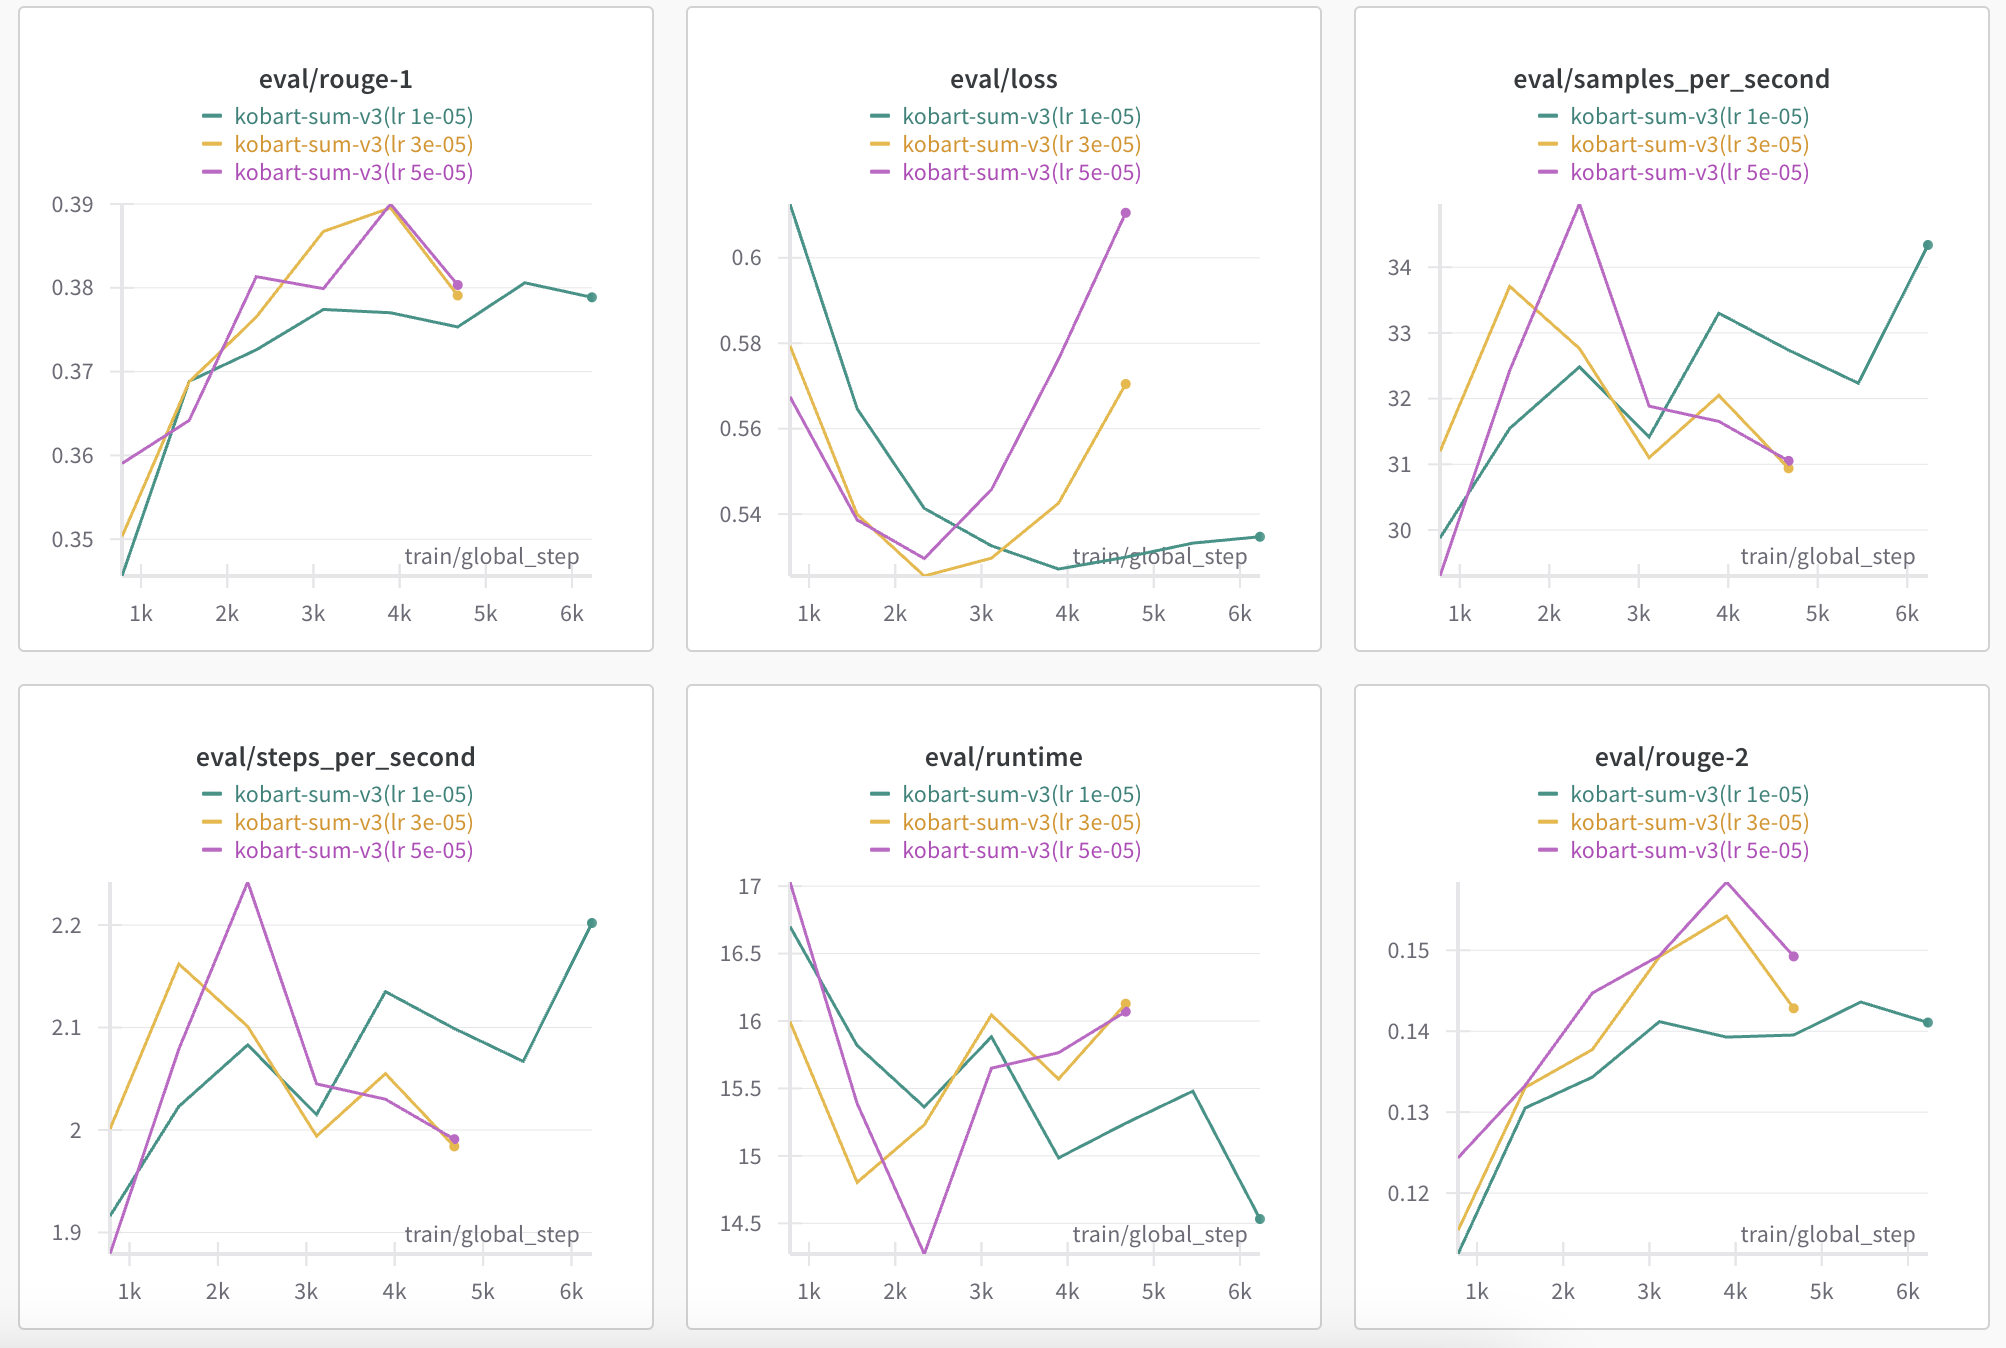 eval/rouge-1
kobart-sum-v3(lr 1e-05)
kobart-sum-v3(lr 3e-05)
kobart-sum-v3(lr 5e-05)
0.39
0.38
0.37
0.36
0.35
train/global_step
1k 2k 3k 4k 5k 6k
eval/loss
kobart-sum-v3(lr 1e-05)
kobart-sum-v3(lr 3e-05)
kobart-sum-v3(lr 5e-05)
0.6
0.58
0.56
0.54
train/global_step
1k 2k 3k 4k 5k 6k
eval/samples_per_second
kobart-sum-v3(lr 1e-05)
kobart-sum-v3(lr 3e-05)
kobart-sum-v3(lr 5e-05)
34
33
32
31
30
train/global_step
1k 2k 3k 4k 5k 6k
eval/steps_per_second
kobart-sum-v3(lr 1e-05)
kobart-sum-v3(lr 3e-05)
kobart-sum-v3(lr 5e-05)
2.2
2.1
2
1.9
train/global_step
1k 2k 3k 4k 5k 6k
eval/runtime
kobart-sum-v3(lr 1e-05)
kobart-sum-v3(lr 3e-05)
kobart-sum-v3(lr 5e-05)
17
16.5
16
15.5
15
14.5
train/global_step
1k 2k 3k 4k 5k 6k
eval/rouge-2
kobart-sum-v3(lr 1e-05)
kobart-sum-v3(lr 3e-05)
kobart-sum-v3(lr 5e-05)
0.15
0.14
0.13
0.12
train/global_step
1k 2k 3k 4k 5k 6k